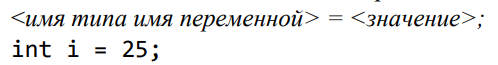 <имя типа имя переменной> = <значение>;
int i = 25;